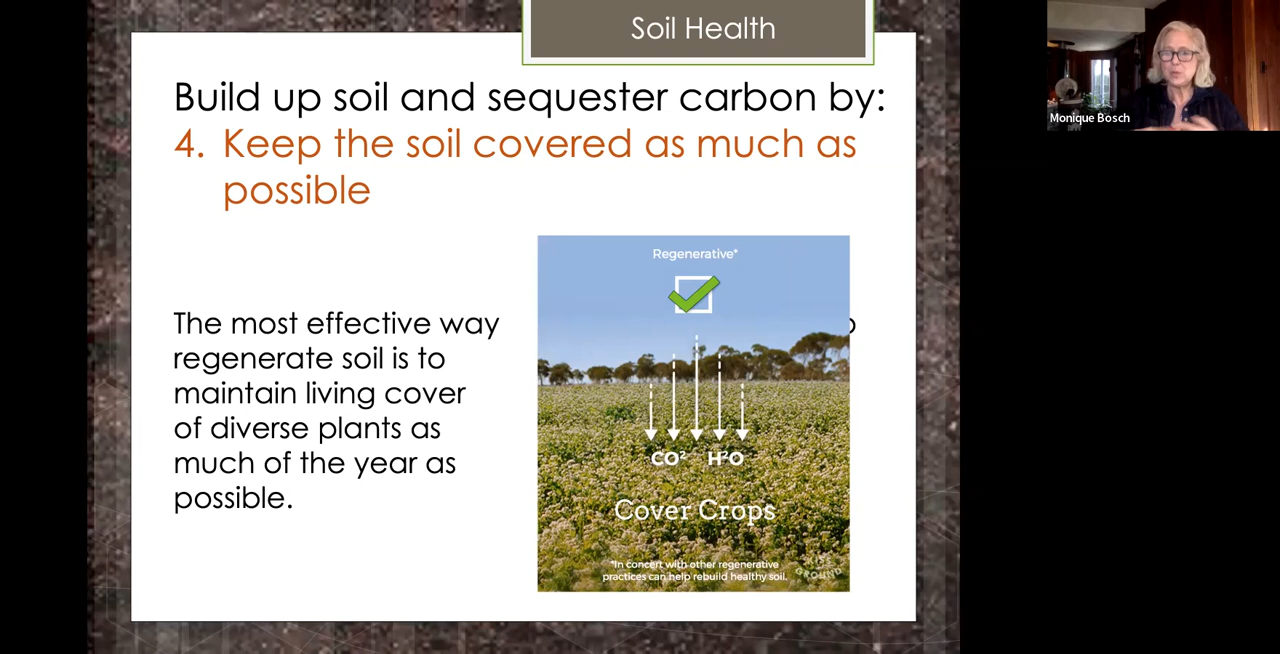 Soil Health
Build up soil and sequester carbon by:
4. Keep the soil covered as much as
possible
The most effective way
regenerate soil is to
maintain living cover
of diverse plants as
much of the year as
possible.
Regenerative*
CO² H²O
Cover Crops
*In concert with other regenerative
practices can help rebuild healthy soil.
KISS
GROUND
Monique Bosch